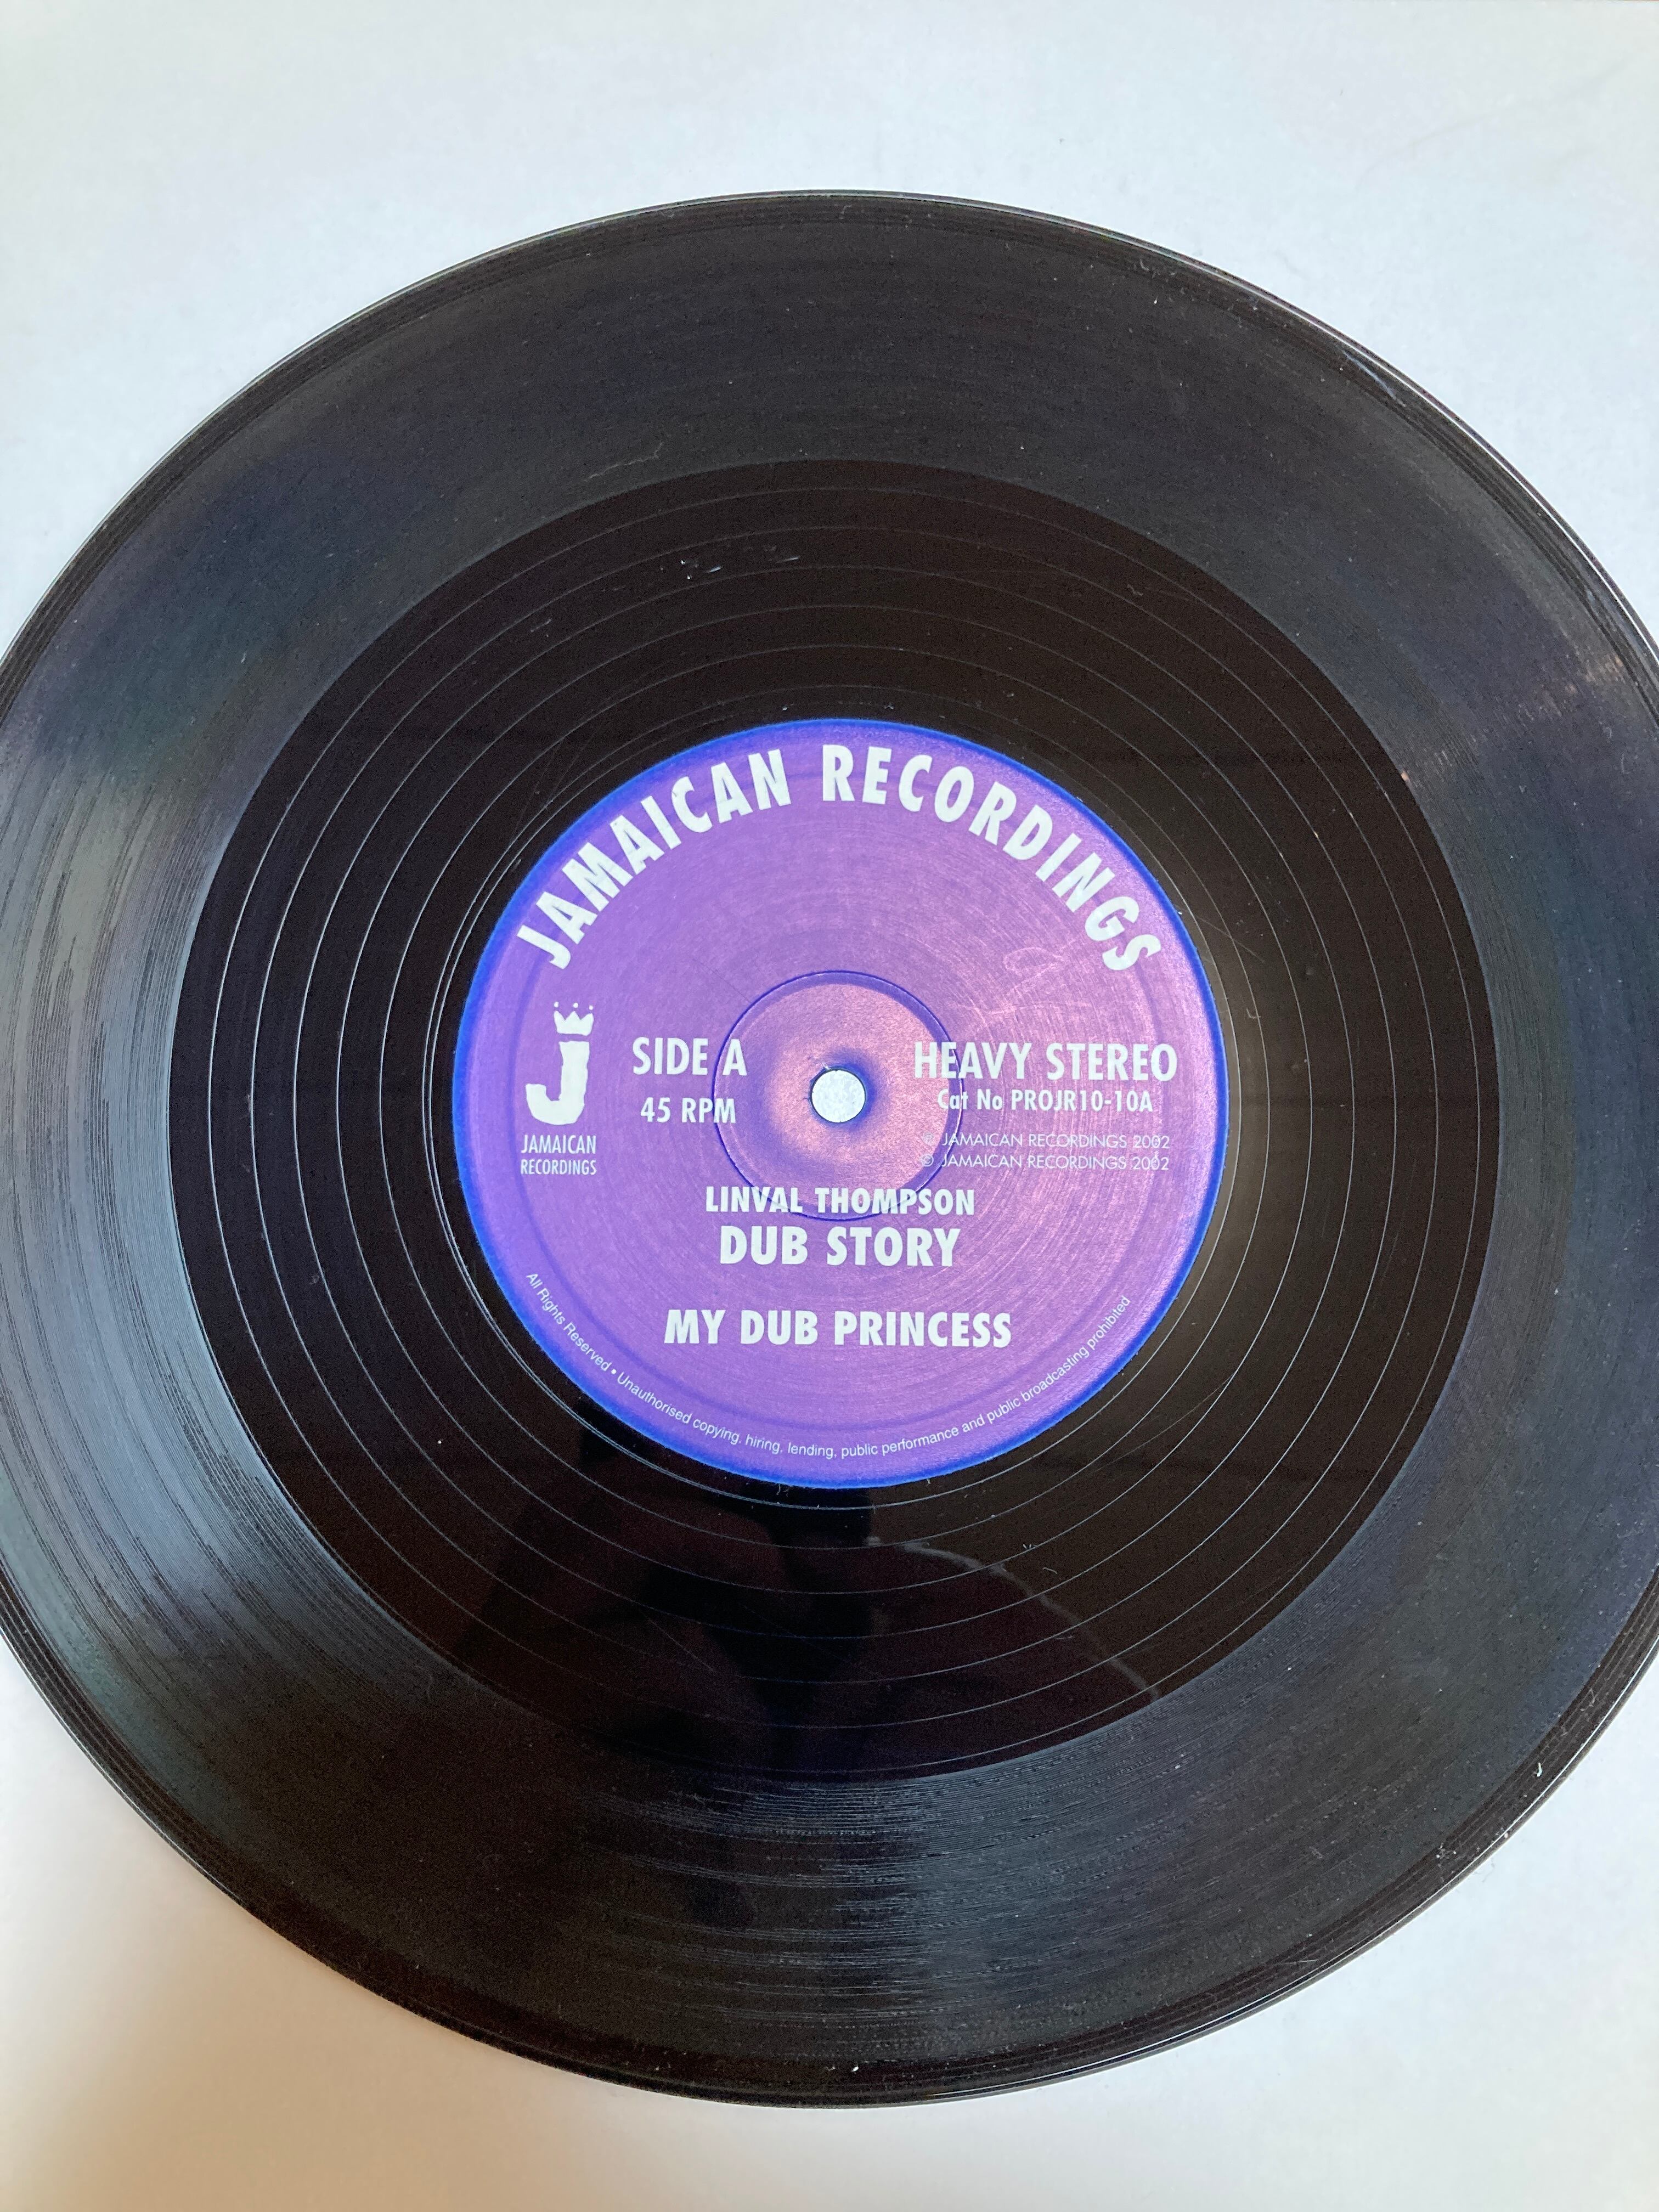 JAMAICAN RECORDINGS
J
JAMAICAN
RECORDINGS
SIDE A
45 RPM
HEAVY STEREO
Cat No PROJR10-10A
℗ JAMAICAN RECORDINGS 2002
© JAMAICAN RECORDINGS 2002
LINVAL THOMPSON
DUB STORY
MY DUB PRINCESS
All Rights Reserved • Unauthorised copying, hiring, lending, public performance and public broadcasting prohibited